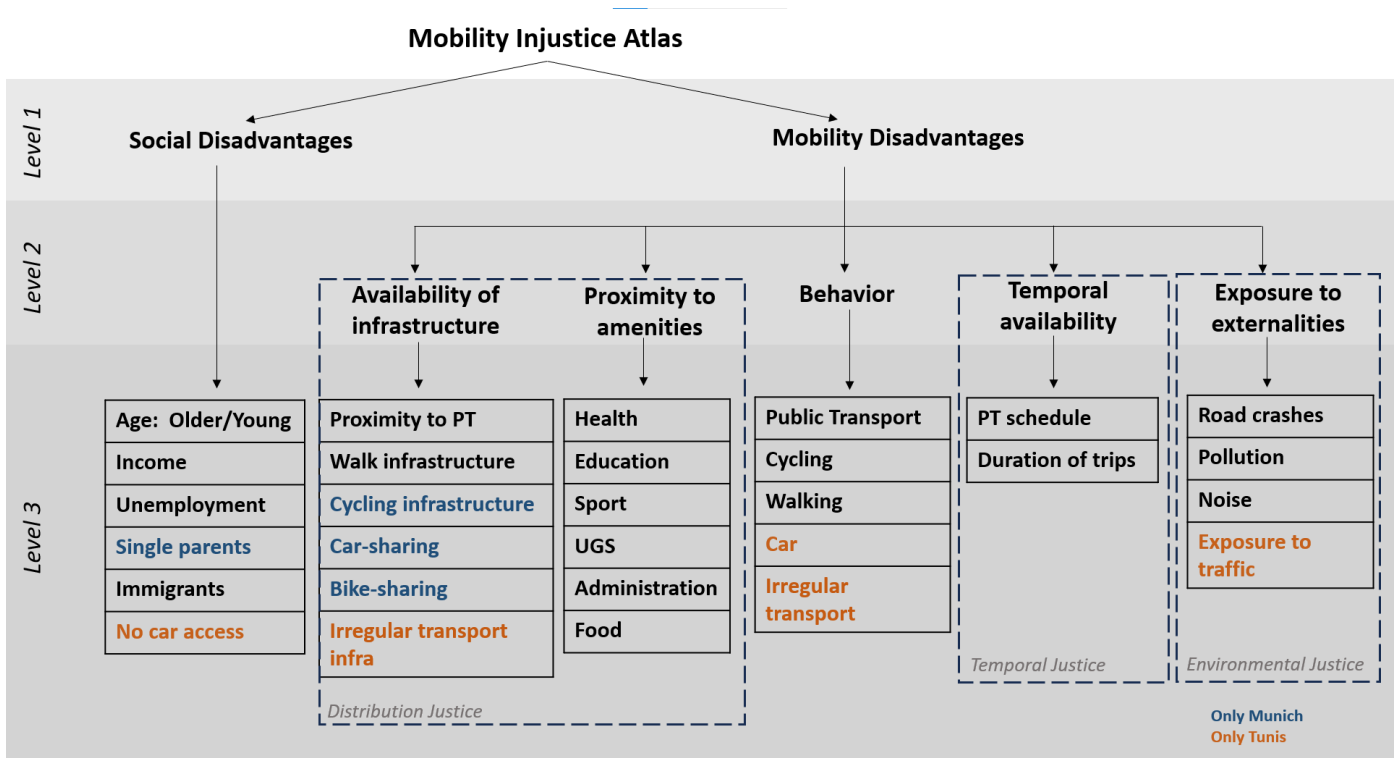 Mobility Injustice Atlas
Level 1
Social Disadvantages
Mobility Disadvantages
Level 2
Availability of
infrastructure
Proximity to
amenities
Behavior
Temporal
availability
Exposure to
externalities
Level 3
Age:  Older/Young
Income
Unemployment
Single parents
Immigrants
No car access
Proximity to PT
Walk infrastructure
Cycling infrastructure
Car-sharing
Bike-sharing
Irregular transport
infra
Health
Education
Sport
UGS
Administration
Food
Distribution Justice
Public Transport
Cycling
Walking
Car
Irregular
transport
PT schedule
Duration of trips
Temporal Justice
Road crashes
Pollution
Noise
Exposure to
traffic
Environmental Justice
Only Munich
Only Tunis